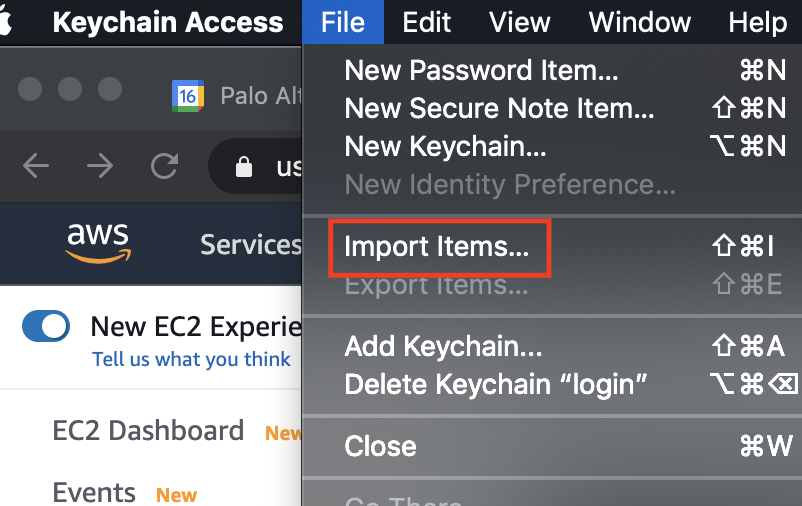 Keychain Access File Edit View Window Help
16 Palo Alt
us
aws Services
New EC2 Experie
Tell us what you think
EC2 Dashboard New
Events New
New Password Item... ⌘N
New Secure Note Item... ⇧⌘N
New Keychain... ⌥⌘N
New Identity Preference...
Import Items... ⇧⌘I
Export Items... ⇧⌘E
Add Keychain... ⇧⌘A
Delete Keychain “login” ⌥⌘⌫
Close ⌘W
Go There